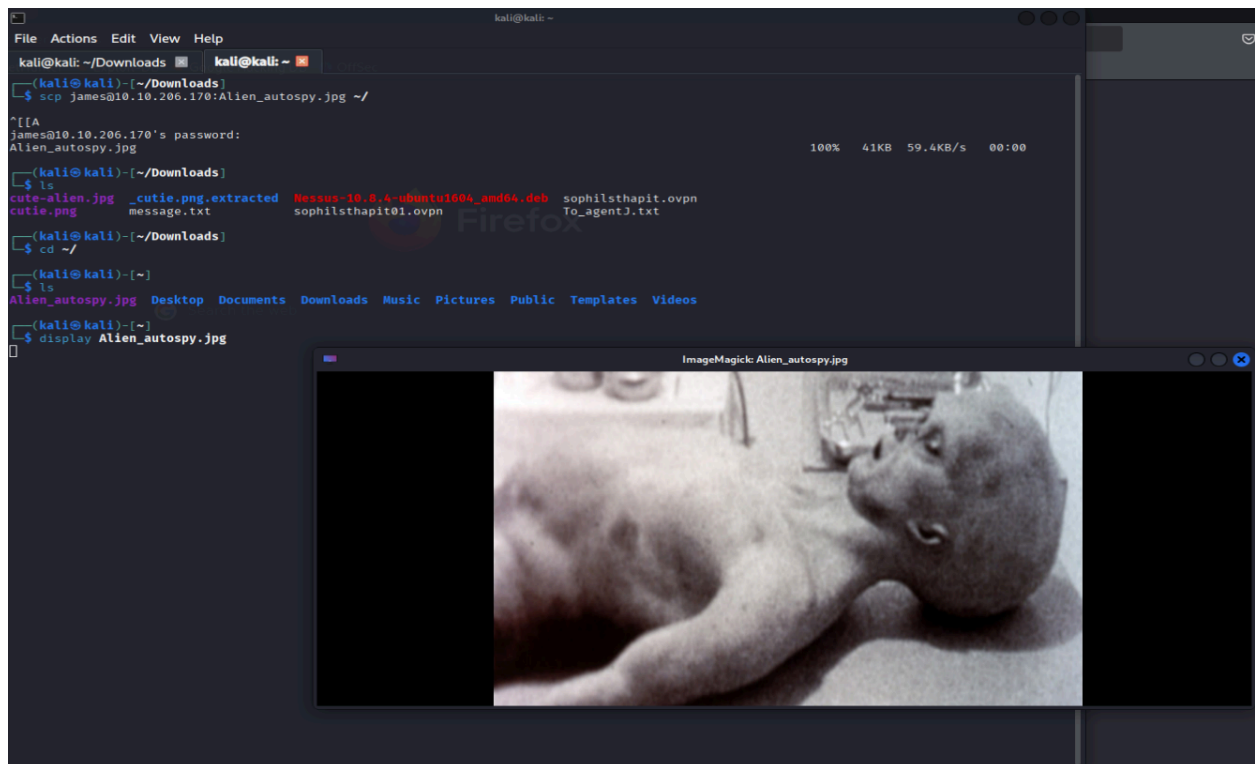 kali@kali: ~
File Actions Edit View Help
kali@kali: ~/Downloads kali@kali: ~
(kali㉿kali)-[~/Downloads]
$ scp james@10.10.206.170:Alien_autospy.jpg ~/
^[[A
james@10.10.206.170's password:
Alien_autospy.jpg 100% 41KB 59.4KB/s 00:00
(kali㉿kali)-[~/Downloads]
$ ls
cute-alien.jpg _cutie.png.extracted Nessus-10.8.4-ubuntu1604_amd64.deb sophilsthapit.ovpn
cutie.png message.txt sophilsthapit01.ovpn To_agentJ.txt
Firefox
(kali㉿kali)-[~/Downloads]
$ cd ~/
(kali㉿kali)-[~]
$ ls
Alien_autospy.jpg Desktop Documents Downloads Music Pictures Public Templates Videos
(kali㉿kali)-[~]
$ display Alien_autospy.jpg
ImageMagick: Alien_autospy.jpg